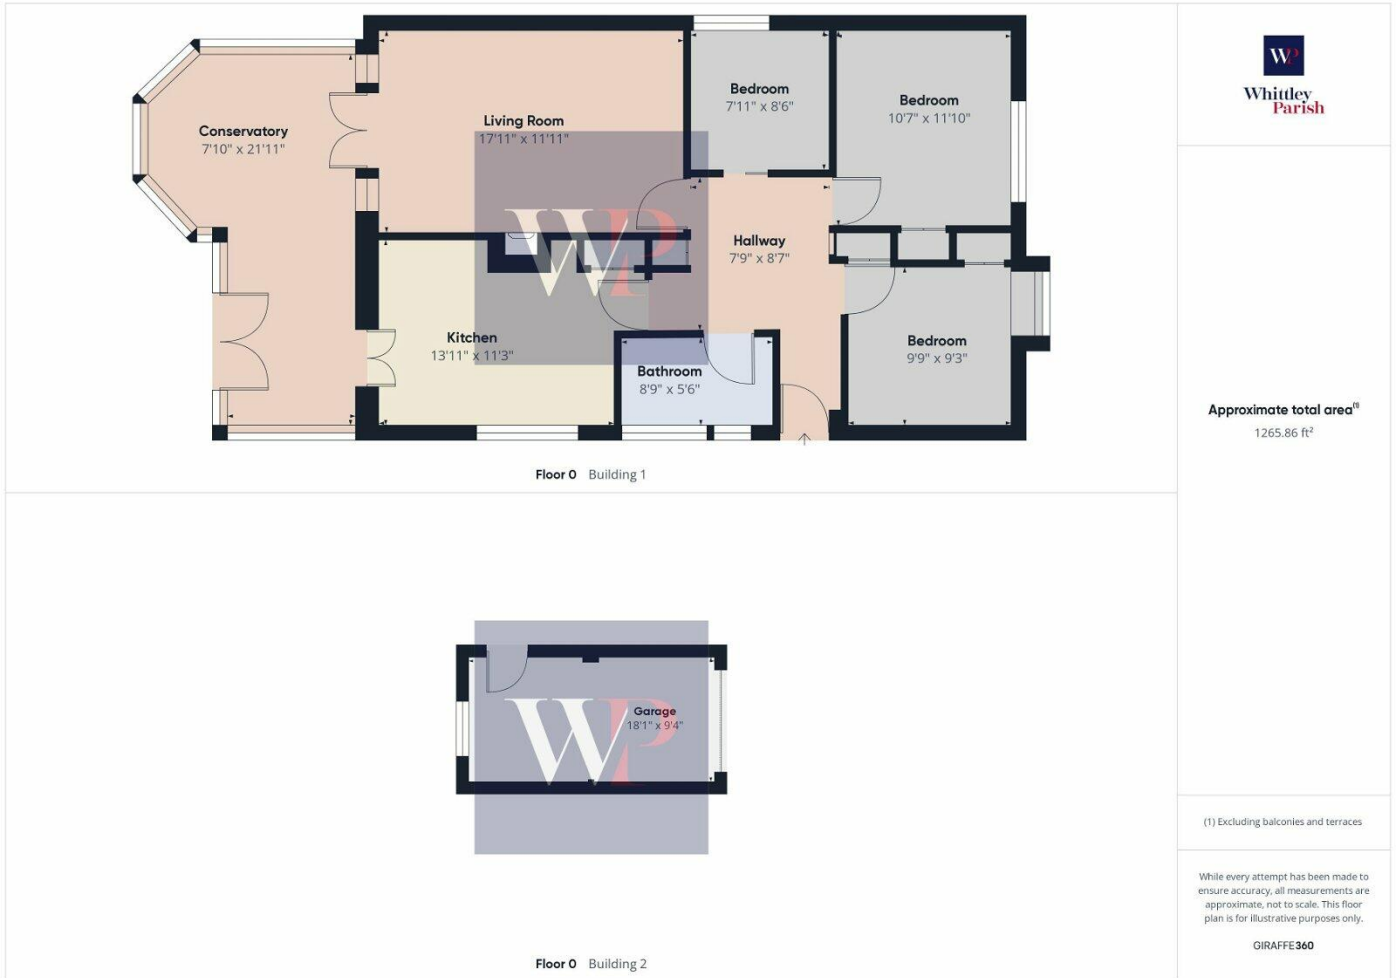 Conservatory
7'10" x 21'11"
Living Room
17'11" x 11'11"
Bedroom
7'11" x 8'6"
Bedroom
10'7" x 11'10"
Hallway
7'9" x 8'7"
Kitchen
13'11" x 11'3"
Bathroom
8'9" x 5'6"
Bedroom
9'9" x 9'3"
WP
Floor 0 Building 1
Garage
18'1" x 9'4"
WP
Floor 0 Building 2
WP
Whittley
Parish
Approximate total area(1)
1265.86 ft²
(1) Excluding balconies and terraces
While every attempt has been made to
ensure accuracy, all measurements are
approximate, not to scale. This floor
plan is for illustrative purposes only.
GIRAFFE360